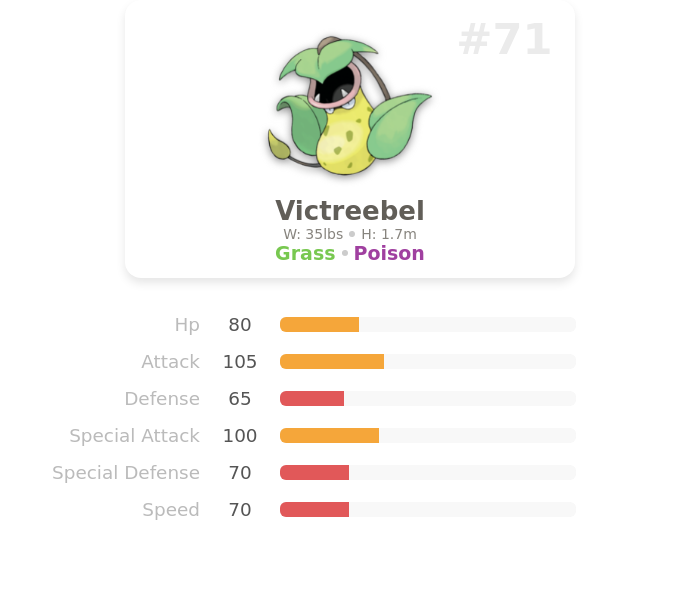 #71
Victreebel
W: 35lbs • H: 1.7m
Grass • Poison
Hp 80
Attack 105
Defense 65
Special Attack 100
Special Defense 70
Speed 70